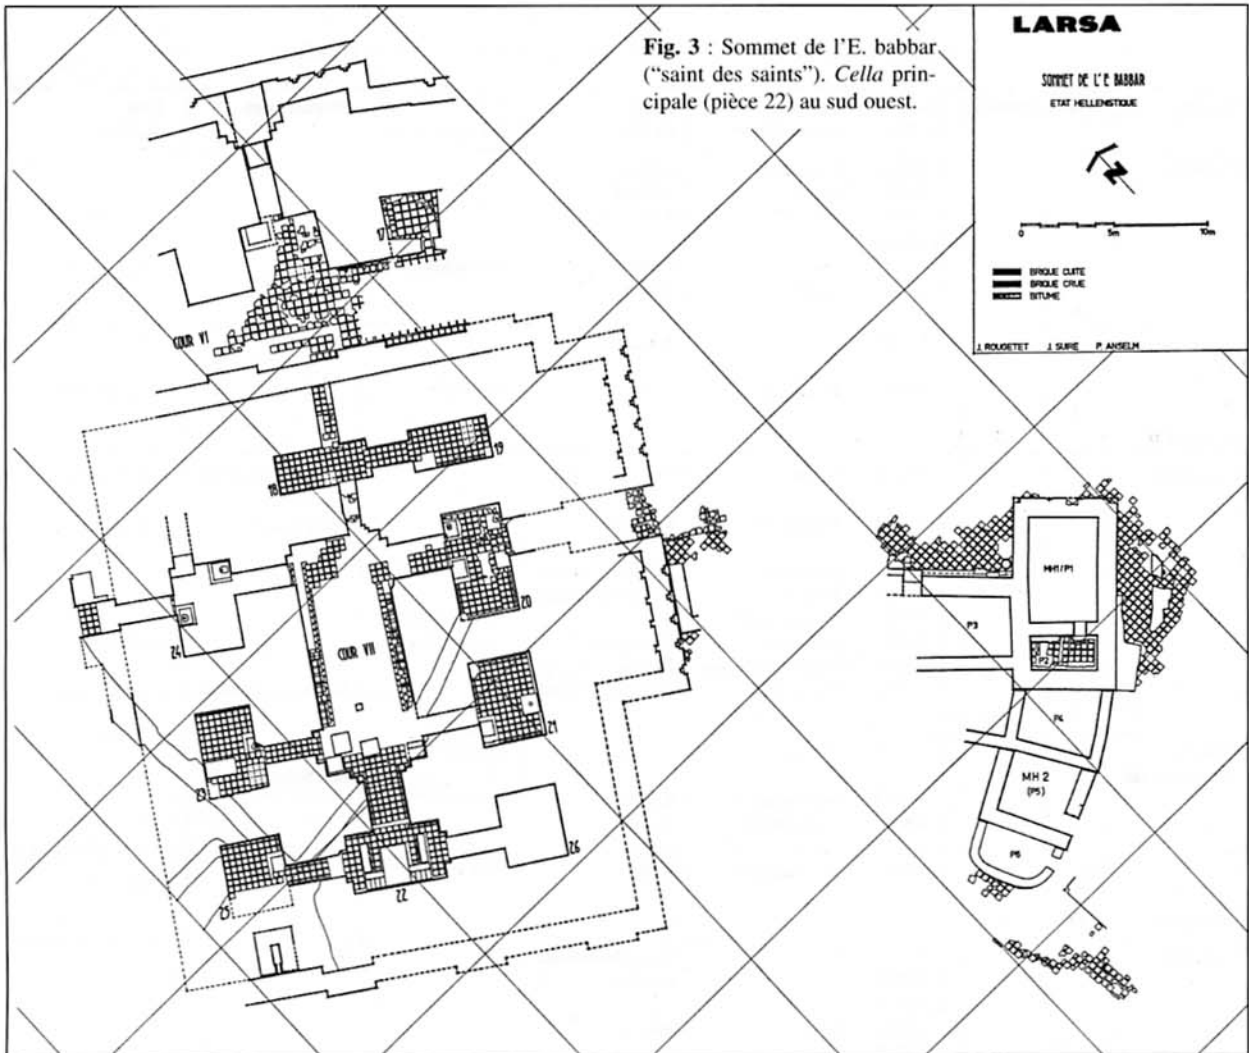 Fig. 3 : Sommet de l'E. babbar
("saint des saints"). Cella prin-
cipale (pièce 22) au sud ouest.
LARSA
SOMMET DE L'E BABBAR
ETAT HELLENISTIQUE
N
0 5m 10m
BRIQUE CUITE
BRIQUE CRUE
BITUME
J. ROUGETET J. SUIRE P. ANSELM
17
COUR VI
18
19
20
24
COUR VII
21
23
22
25
26
MH1/P1
P3
P2
P4
MH 2
(P5)
P6